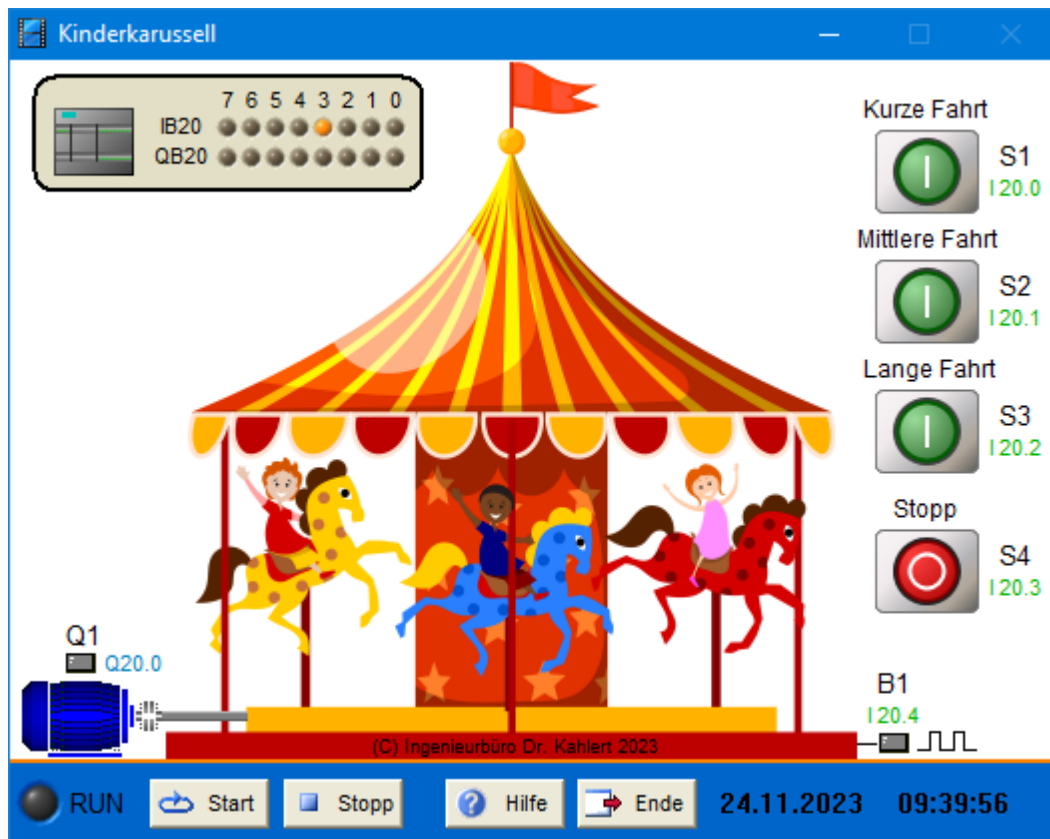 Kinderkarussell
7 6 5 4 3 2 1 0
IB20
QB20
Kurze Fahrt
S1
I 20.0
Mittlere Fahrt
S2
I 20.1
Lange Fahrt
S3
I 20.2
Stopp
S4
I 20.3
Q1
Q20.0
B1
I 20.4
(C) Ingenieurbüro Dr. Kahlert 2023
RUN Start Stopp Hilfe Ende 24.11.2023 09:39:56